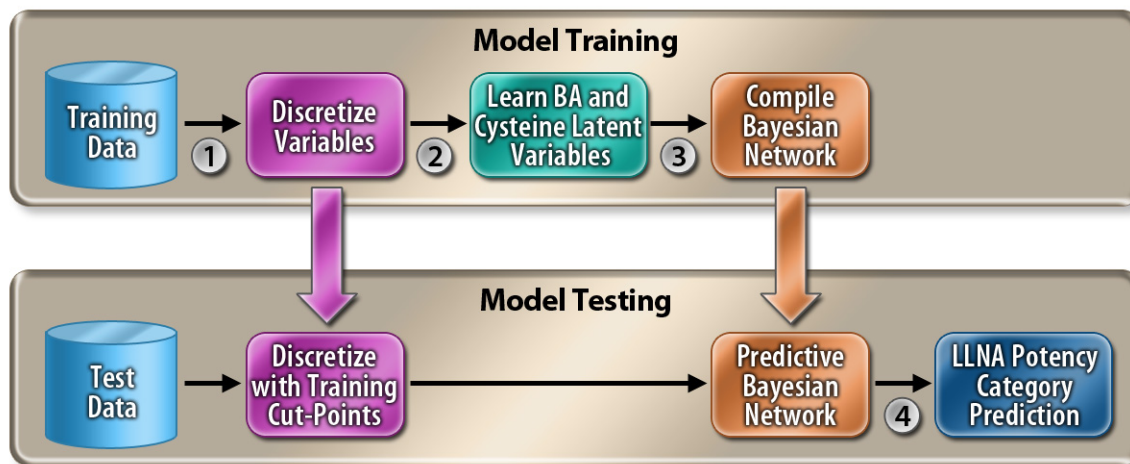 Model Training
Training
Data
1
Discretize
Variables
2
Learn BA and
Cysteine Latent
Variables
3
Compile
Bayesian
Network
Model Testing
Test
Data
Discretize
with Training
Cut-Points
Predictive
Bayesian
Network
4
LLNA Potency
Category
Prediction